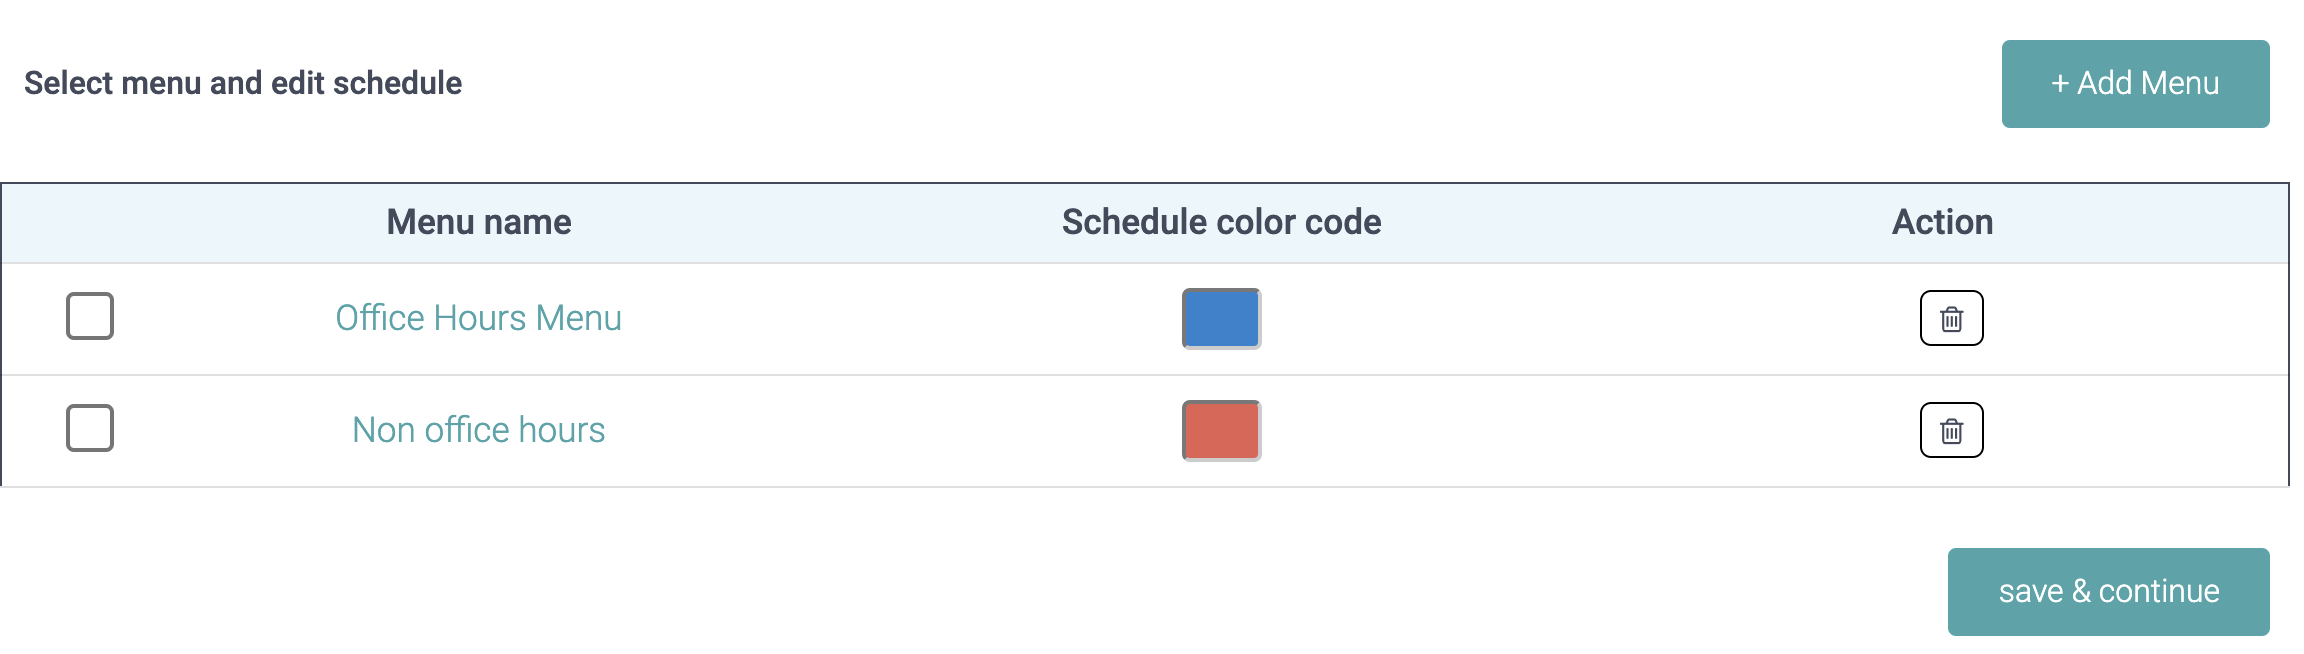 Select menu and edit schedule
+ Add Menu
Menu name Schedule color code Action
Office Hours Menu
Non office hours
save & continue